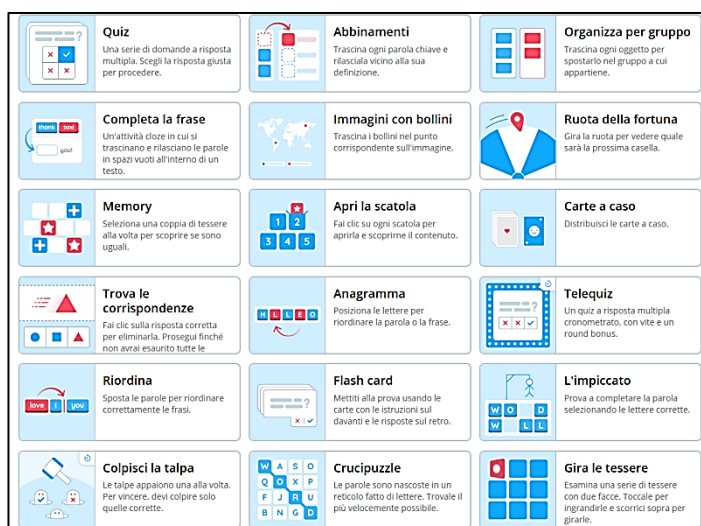 Quiz
Una serie di domande a risposta
multipla. Scegli la risposta giusta
per procedere.
Abbinamenti
Trascina ogni parola chiave e
rilasciala vicino alla sua
definizione.
Organizza per gruppo
Trascina ogni oggetto per
spostarlo nel gruppo a cui
appartiene.
thank taxi
you!
Completa la frase
Un'attività cloze in cui si
trascinano e rilasciano le parole
in spazi vuoti all'interno di un
testo.
Immagini con bollini
Trascina i bollini nel punto
corrispondente sull'immagine.
Ruota della fortuna
Gira la ruota per vedere quale
sarà la prossima casella.
Memory
Seleziona una coppia di tessere
alla volta per scoprire se sono
uguali.
1 2
3 4 5
Apri la scatola
Fai clic su ogni scatola per
aprirla e scoprirne il contenuto.
Carte a caso
Distribuisci le carte a caso.
Trova le
corrispondenze
Fai clic sulla risposta corretta
per eliminarla. Prosegui finché
non avrai esaurito tutte le
H L L E O
Anagramma
Posiziona le lettere per
riordinare la parola o la frase.
?
Telequiz
Un quiz a risposta multipla
cronometrato, con vite e un
round bonus.
love I you
Riordina
Sposta le parole per riordinare
correttamente le frasi.
?
Flash card
Mettiti alla prova usando le
carte con le istruzioni sul
davanti e le risposte sul retro.
W O D
W L L
L'impiccato
Prova a completare la parola
selezionando le lettere corrette.
Colpisci la talpa
Le talpe appaiono una alla volta.
Per vincere, devi colpire solo
quelle corrette.
W A S O
Q O X P
F J R U
B N G D
Crucipuzzle
Le parole sono nascoste in un
reticolo fatto di lettere. Trovale il
più velocemente possibile.
Gira le tessere
Esamina una serie di tessere
con due facce. Toccale per
ingrandirle e scorrici sopra per
girarle.